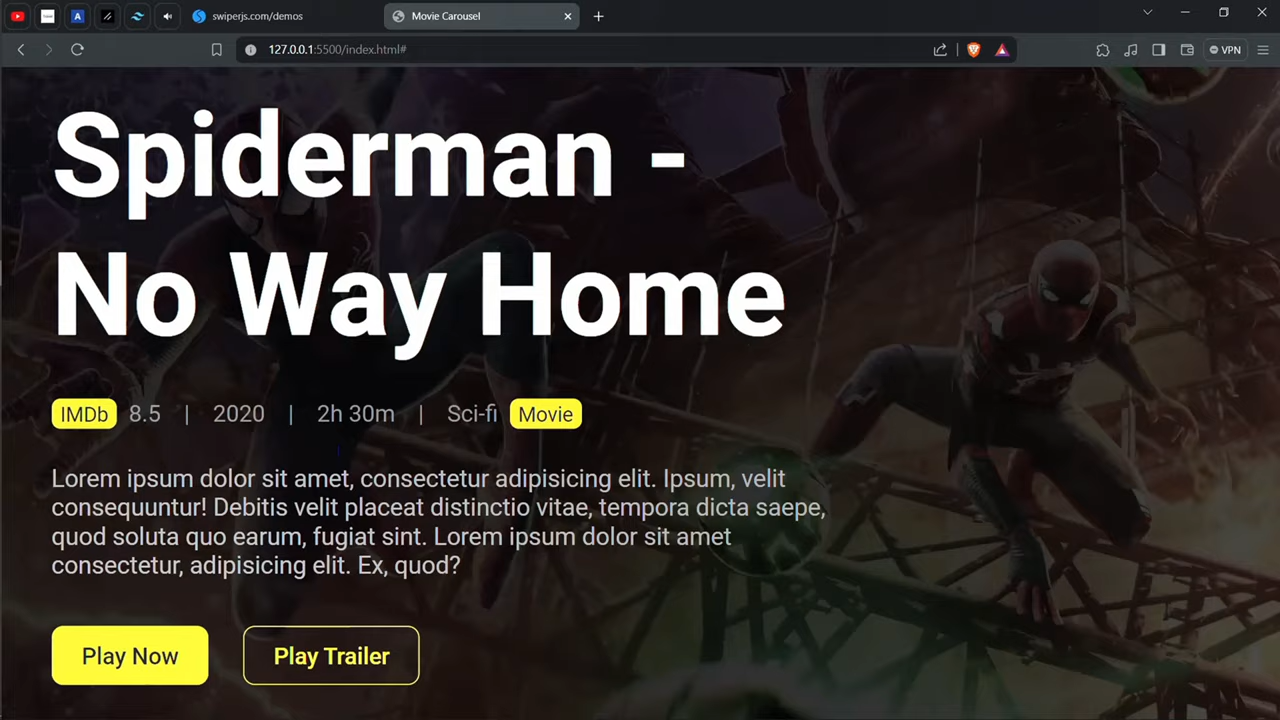 A
swiperjs.com/demos
Movie Carousel
127.0.0.1:5500/index.html#
VPN
Spiderman -
No Way Home
IMDb 8.5 | 2020 | 2h 30m | Sci-fi Movie
Lorem ipsum dolor sit amet, consectetur adipisicing elit. Ipsum, velit
consequuntur! Debitis velit placeat distinctio vitae, tempora dicta saepe,
quod soluta quo earum, fugiat sint. Lorem ipsum dolor sit amet
consectetur, adipisicing elit. Ex, quod?
Play Now Play Trailer